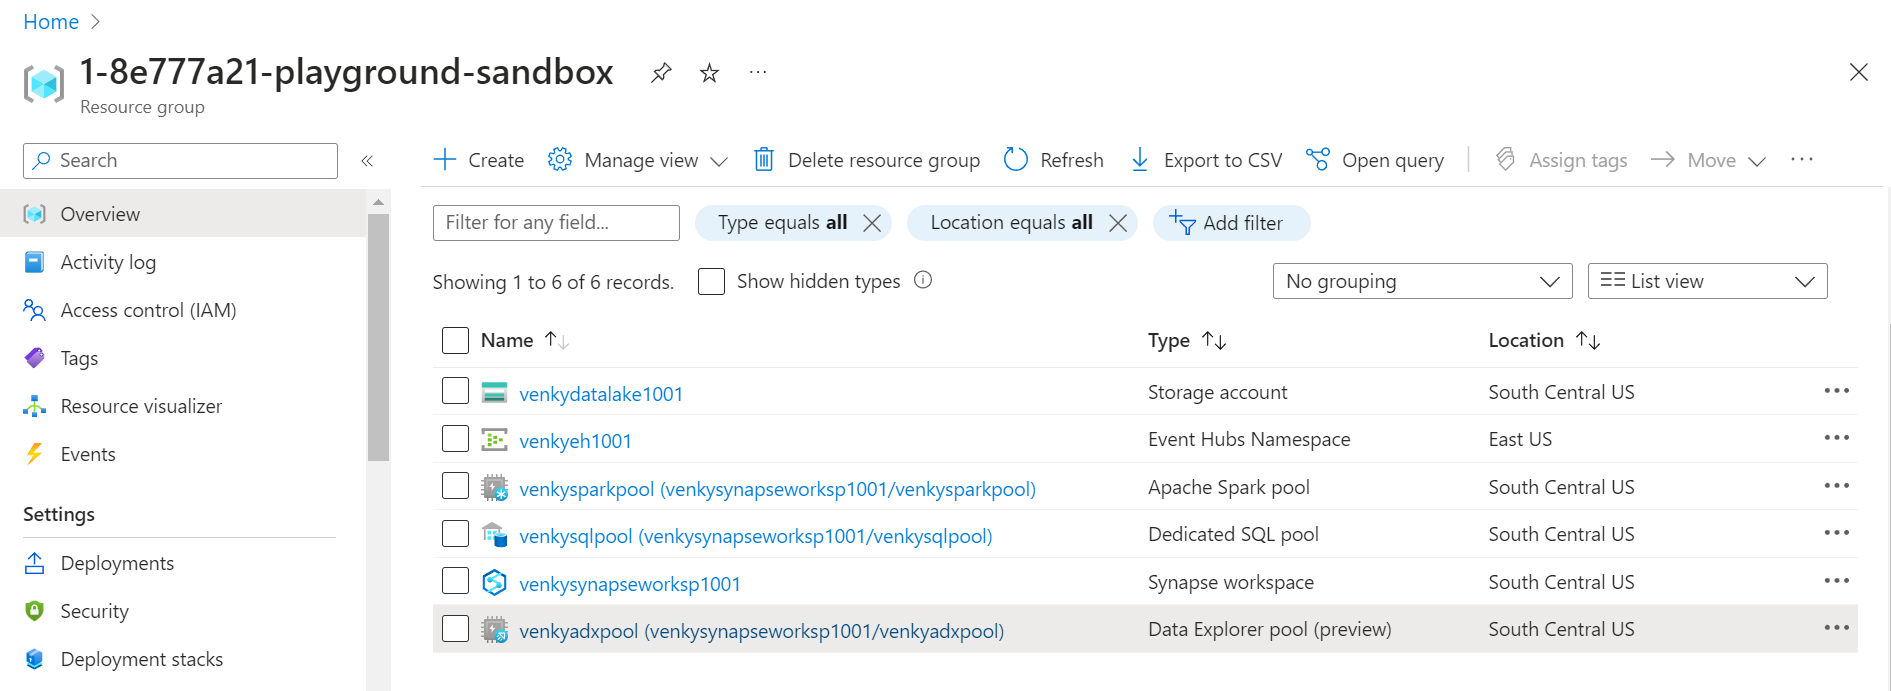 Home
1-8e777a21-playground-sandbox
Resource group
Search
Create
Manage view
Delete resource group
Refresh
Export to CSV
Open query
Assign tags
Move
Overview
Activity log
Access control (IAM)
Tags
Resource visualizer
Events
Settings
Deployments
Security
Deployment stacks
Filter for any field...
Type equals all
Location equals all
Add filter
Showing 1 to 6 of 6 records.
Show hidden types
No grouping
List view
Name Type Location
venkydatalake1001 Storage account South Central US
venkyeh1001 Event Hubs Namespace East US
venkysparkpool (venkysynapseworksp1001/venkysparkpool) Apache Spark pool South Central US
venkysqlpool (venkysynapseworksp1001/venkysqlpool) Dedicated SQL pool South Central US
venkysynapseworksp1001 Synapse workspace South Central US
venkyadxpool (venkysynapseworksp1001/venkyadxpool) Data Explorer pool (preview) South Central US